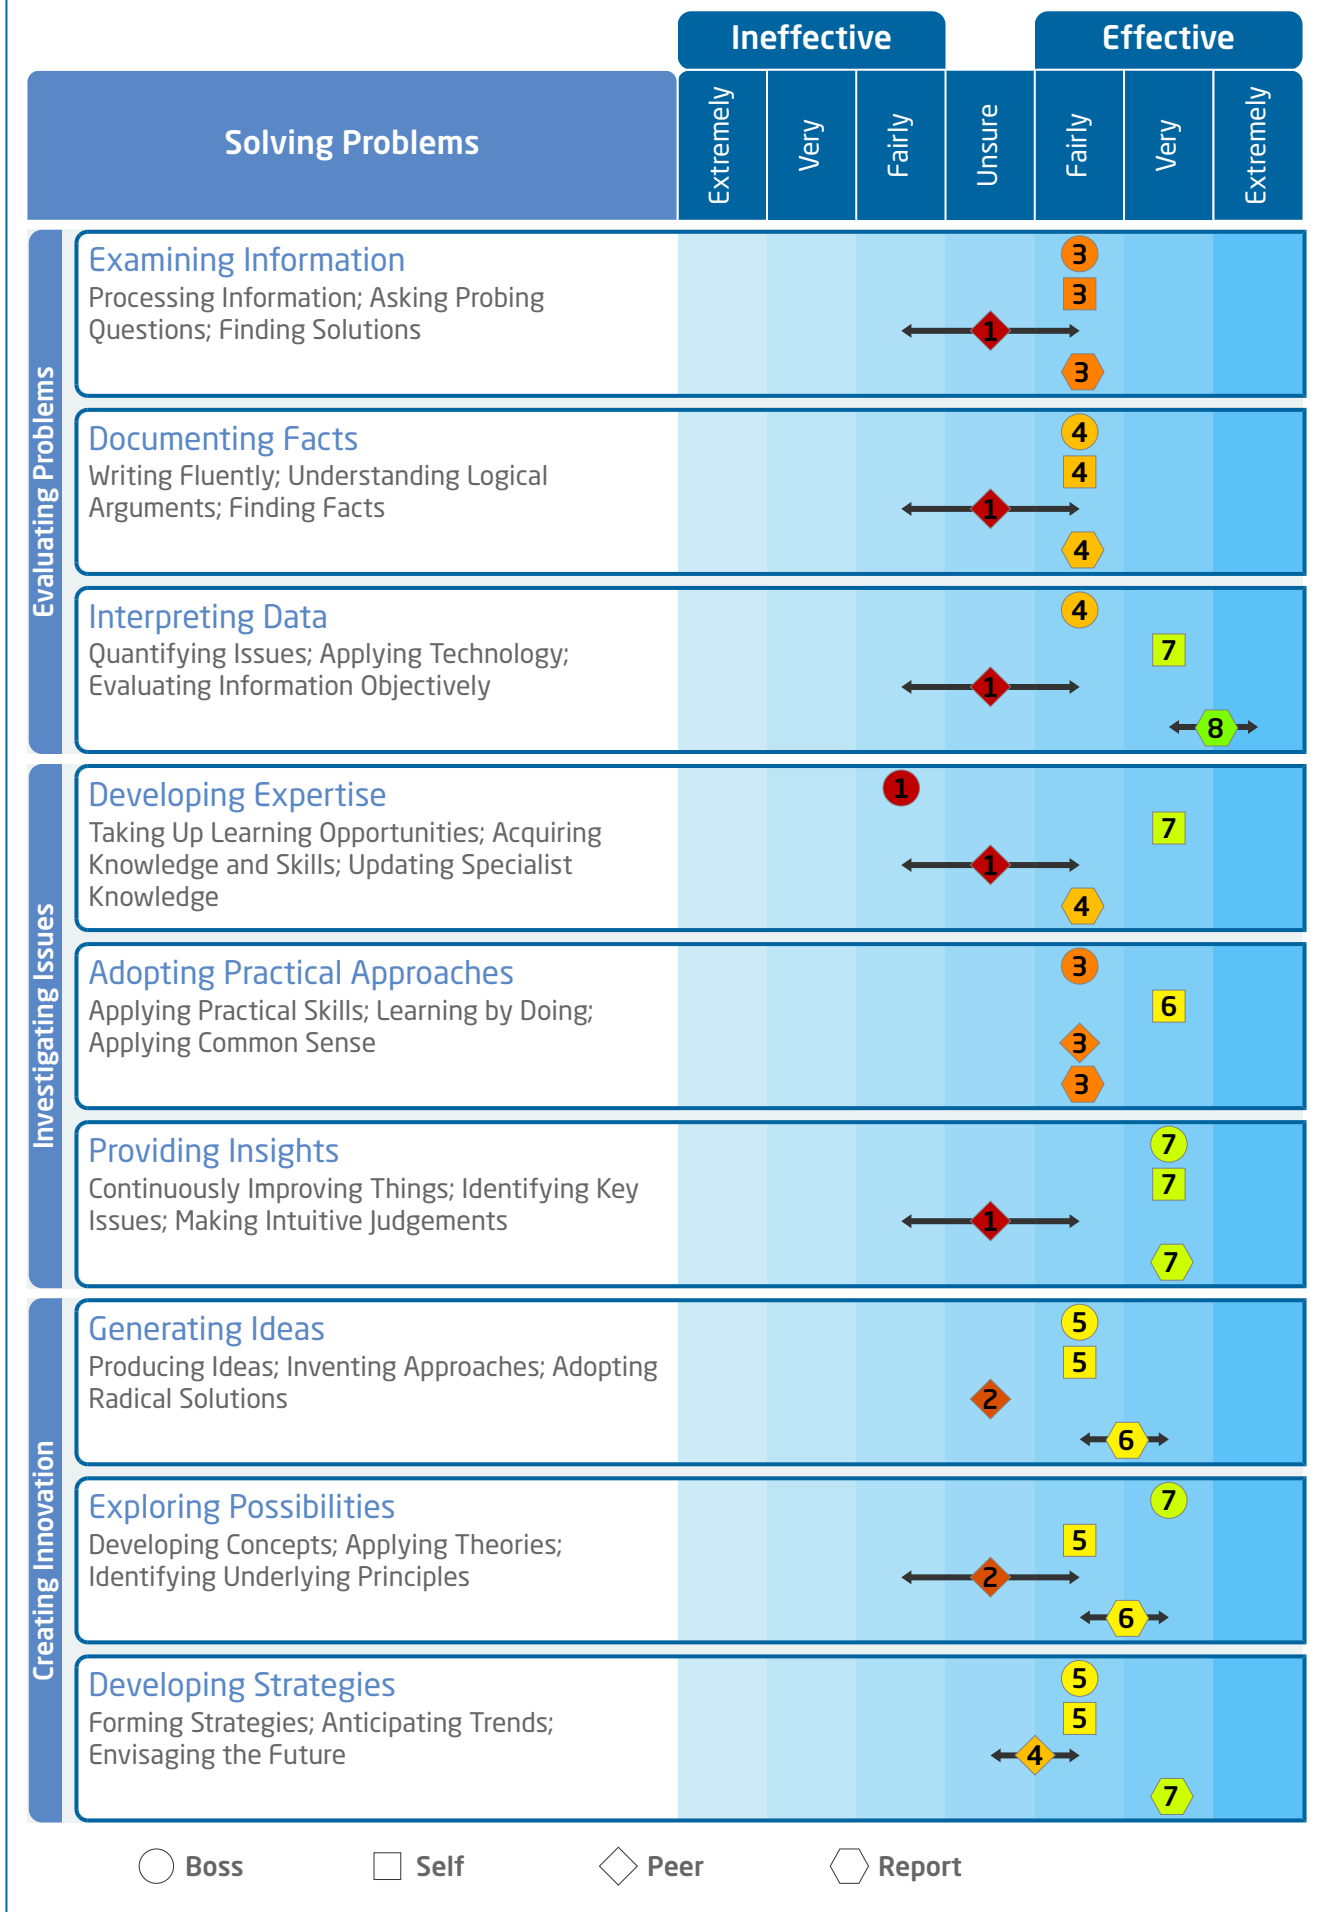 Ineffective
Effective
Solving Problems
Extremely
Very
Fairly
Unsure
Fairly
Very
Extremely
Evaluating Problems
Examining Information
Processing Information; Asking Probing
Questions; Finding Solutions
3
3
1
3
Documenting Facts
Writing Fluently; Understanding Logical
Arguments; Finding Facts
4
4
1
4
Interpreting Data
Quantifying Issues; Applying Technology;
Evaluating Information Objectively
4
7
1
8
Investigating Issues
Developing Expertise
Taking Up Learning Opportunities; Acquiring
Knowledge and Skills; Updating Specialist
Knowledge
1
7
1
4
Adopting Practical Approaches
Applying Practical Skills; Learning by Doing;
Applying Common Sense
3
6
3
3
Providing Insights
Continuously Improving Things; Identifying Key
Issues; Making Intuitive Judgements
7
7
1
7
Creating Innovation
Generating Ideas
Producing Ideas; Inventing Approaches; Adopting
Radical Solutions
5
5
2
6
Exploring Possibilities
Developing Concepts; Applying Theories;
Identifying Underlying Principles
7
5
2
6
Developing Strategies
Forming Strategies; Anticipating Trends;
Envisaging the Future
5
5
4
7
Boss
Self
Peer
Report